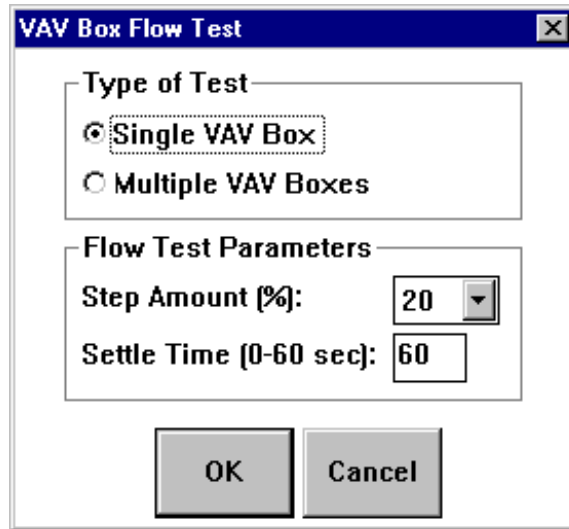 VAV Box Flow Test
Type of Test
Single VAV Box
Multiple VAV Boxes
Flow Test Parameters
Step Amount (%): 20
Settle Time (0-60 sec): 60
OK Cancel